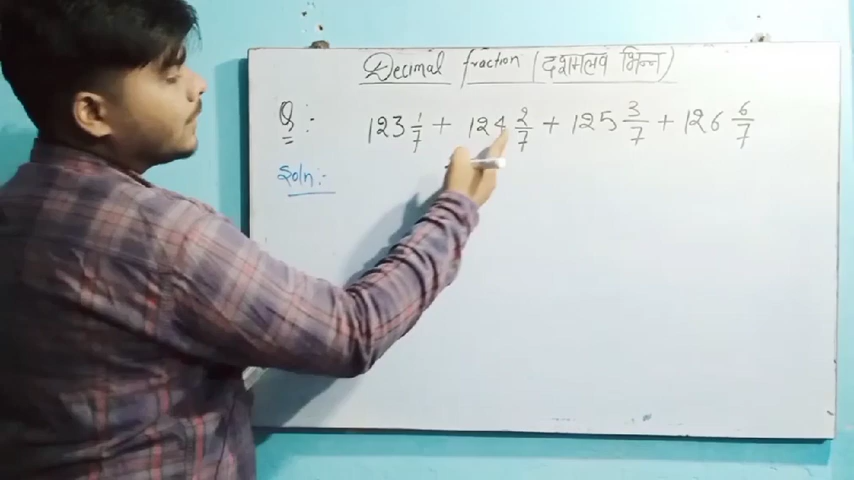 Decimal fraction (दशमलव भिन्न)
Q:- 123 1/7 + 124 2/7 + 125 3/7 + 126 6/7
Soln:-